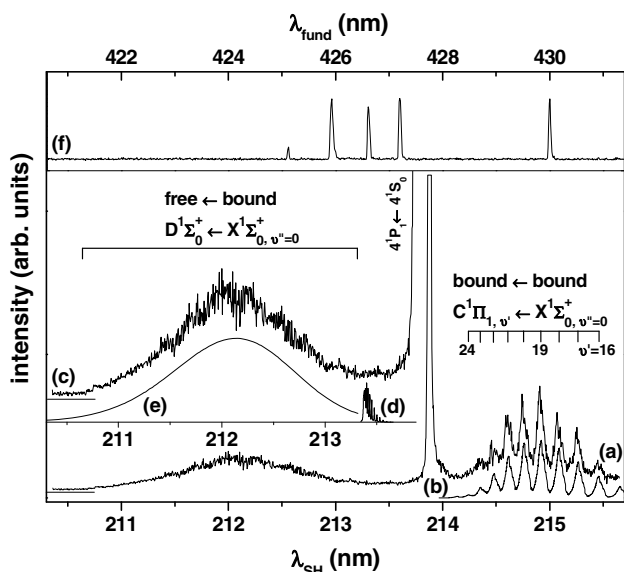 λfund (nm)
422 424 426 428 430
(f)
free ← bound
D¹Σ₀⁺ ← X¹Σ⁺₀, υ''=0
4¹P₁ ← 4¹S₀
bound ← bound
C¹Π₁, υ' ← X¹Σ⁺₀, υ''=0
24 19 υ'=16
intensity (arb. units)
(c)
(e)
(d)
211 212 213
(a)
(b)
211 212 213 214 215
λSH (nm)